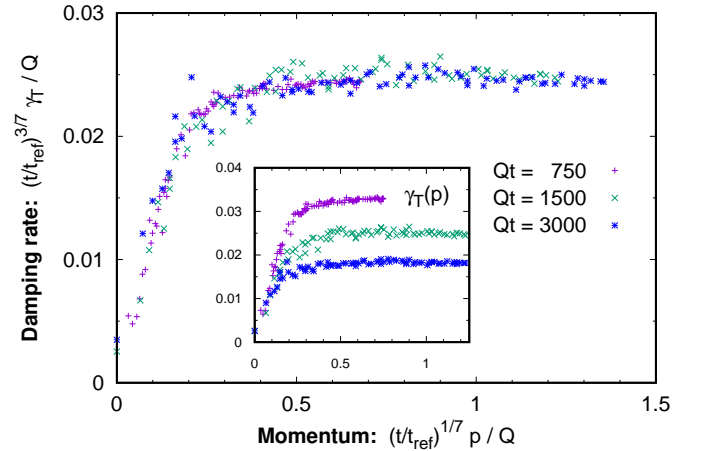 0.03
0.02
0.01
0
0
0.5
1
1.5
Damping rate: (t/t_ref)^3/7 γ_T / Q
Momentum: (t/t_ref)^1/7 p / Q
Qt = 750
Qt = 1500
Qt = 3000
γ_T(p)
0.04
0.03
0.02
0.01
0
0
0.5
1